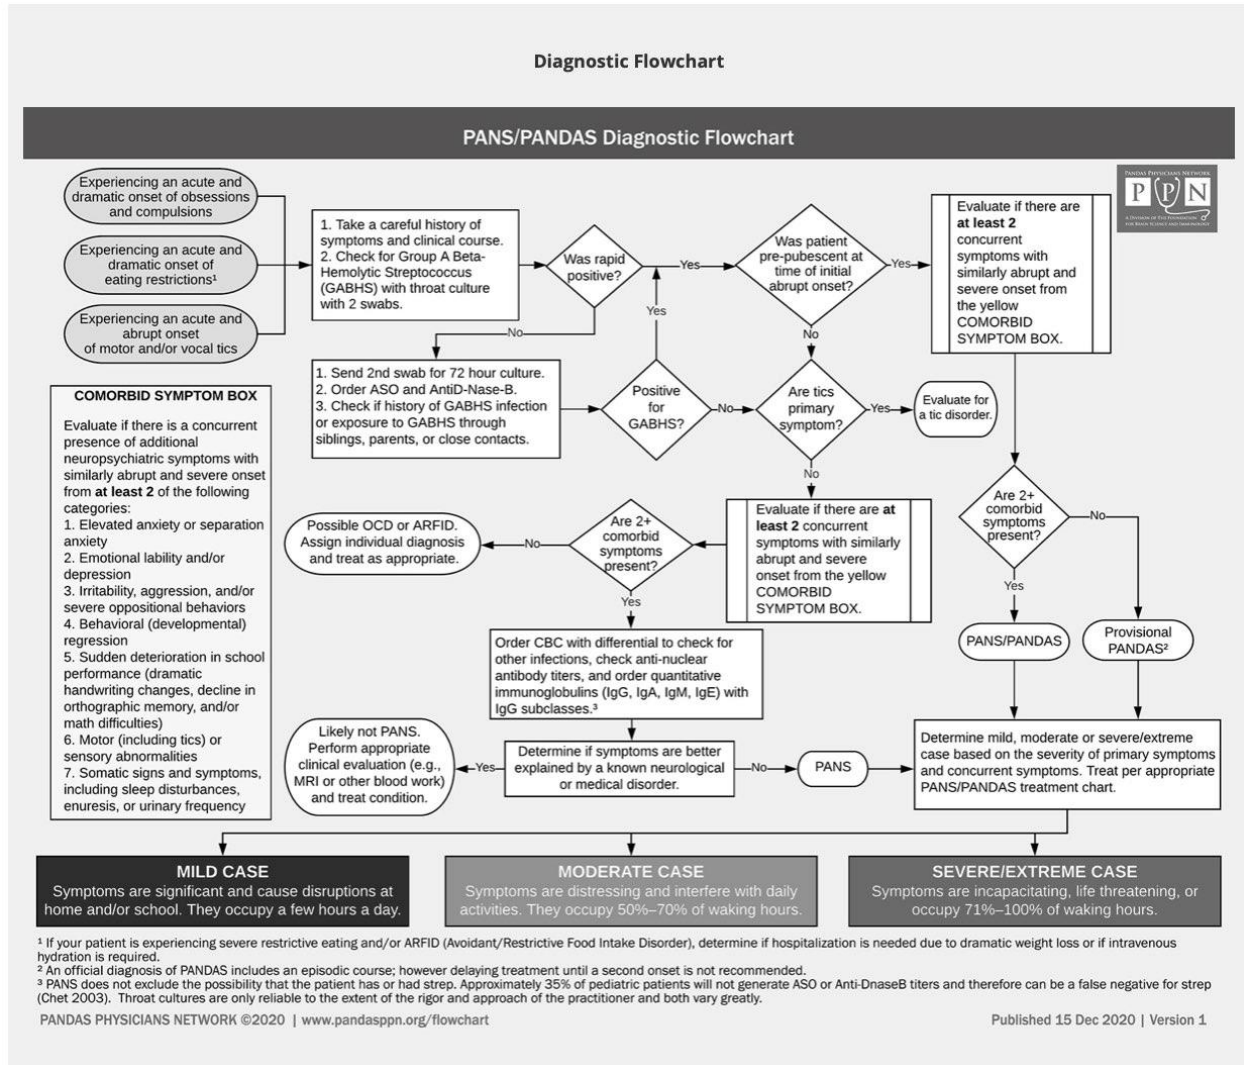 Diagnostic Flowchart
PANS/PANDAS Diagnostic Flowchart
PANDAS PHYSICIANS NETWORK
PPN
Experiencing an acute and
dramatic onset of obsessions
and compulsions
Experiencing an acute and
dramatic onset of
eating restrictions¹
Experiencing an acute and
abrupt onset
of motor and/or vocal tics
1. Take a careful history of
symptoms and clinical course.
2. Check for Group A Beta-
Hemolytic Streptococcus
(GABHS) with throat culture
with 2 swabs.
Was rapid
positive?
Yes
No
Was patient
pre-pubescent at
time of initial
abrupt onset?
Yes
No
Evaluate if there are
at least 2
concurrent
symptoms with
similarly abrupt and
severe onset from
the yellow
COMORBID
SYMPTOM BOX.
1. Send 2nd swab for 72 hour culture.
2. Order ASO and AntiD-Nase-B.
3. Check if history of GABHS infection
or exposure to GABHS through
siblings, parents, or close contacts.
Positive
for
GABHS?
Yes
No
Are tics
primary
symptom?
Yes
No
Evaluate for
a tic disorder.
COMORBID SYMPTOM BOX
Evaluate if there is a concurrent
presence of additional
neuropsychiatric symptoms with
similarly abrupt and severe onset
from at least 2 of the following
categories:
1. Elevated anxiety or separation
anxiety
2. Emotional lability and/or
depression
3. Irritability, aggression, and/or
severe oppositional behaviors
4. Behavioral (developmental)
regression
5. Sudden deterioration in school
performance (dramatic
handwriting changes, decline in
orthographic memory, and/or
math difficulties)
6. Motor (including tics) or
sensory abnormalities
7. Somatic signs and symptoms,
including sleep disturbances,
enuresis, or urinary frequency
Possible OCD or ARFID.
Assign individual diagnosis
and treat as appropriate.
No
Are 2+
comorbid
symptoms
present?
Yes
Evaluate if there are at
least 2 concurrent
symptoms with similarly
abrupt and severe
onset from the yellow
COMORBID
SYMPTOM BOX.
Are 2+
comorbid
symptoms
present?
No
Yes
PANS/PANDAS
Provisional
PANDAS²
Order CBC with differential to check for
other infections, check anti-nuclear
antibody titers, and order quantitative
immunoglobulins (IgG, IgA, IgM, IgE) with
IgG subclasses.³
Likely not PANS.
Perform appropriate
clinical evaluation (e.g.,
MRI or other blood work)
and treat condition.
Yes
Determine if symptoms are better
explained by a known neurological
or medical disorder.
No
PANS
Determine mild, moderate or severe/extreme
case based on the severity of primary symptoms
and concurrent symptoms. Treat per appropriate
PANS/PANDAS treatment chart.
MILD CASE
Symptoms are significant and cause disruptions at
home and/or school. They occupy a few hours a day.
MODERATE CASE
Symptoms are distressing and interfere with daily
activities. They occupy 50%–70% of waking hours.
SEVERE/EXTREME CASE
Symptoms are incapacitating, life threatening, or
occupy 71%–100% of waking hours.
¹ If your patient is experiencing severe restrictive eating and/or ARFID (Avoidant/Restrictive Food Intake Disorder), determine if hospitalization is needed due to dramatic weight loss or if intravenous
hydration is required.
² An official diagnosis of PANDAS includes an episodic course; however delaying treatment until a second onset is not recommended.
³ PANS does not exclude the possibility that the patient has or had strep. Approximately 35% of pediatric patients will not generate ASO or Anti-DnaseB titers and therefore can be a false negative for strep
(Chet 2003). Throat cultures are only reliable to the extent of the rigor and approach of the practitioner and both vary greatly.
PANDAS PHYSICIANS NETWORK ©2020 | www.pandasppn.org/flowchart
Published 15 Dec 2020 | Version 1